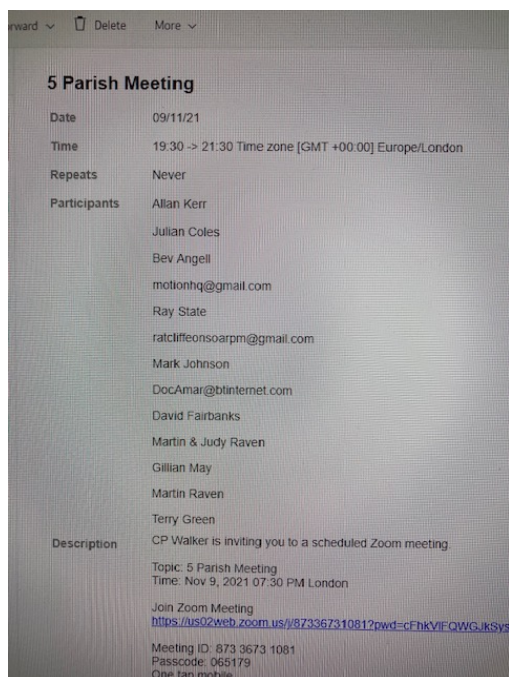 Delete More
5 Parish Meeting
Date 09/11/21
Time 19:30 -> 21:30 Time zone [GMT +00:00] Europe/London
Repeats Never
Participants Allan Kerr
Julian Coles
Bev Angell
motionhq@gmail.com
Ray State
ratcliffeonsoarpm@gmail.com
Mark Johnson
DocAmar@btinternet.com
David Fairbanks
Martin & Judy Raven
Gillian May
Martin Raven
Terry Green
Description CP Walker is inviting you to a scheduled Zoom meeting.
Topic: 5 Parish Meeting
Time: Nov 9, 2021 07:30 PM London
Join Zoom Meeting
https://us02web.zoom.us/j/87336731081?pwd=cFhkVlFQWGJkSys
Meeting ID: 873 3673 1081
Passcode: 065179
One tap mobile